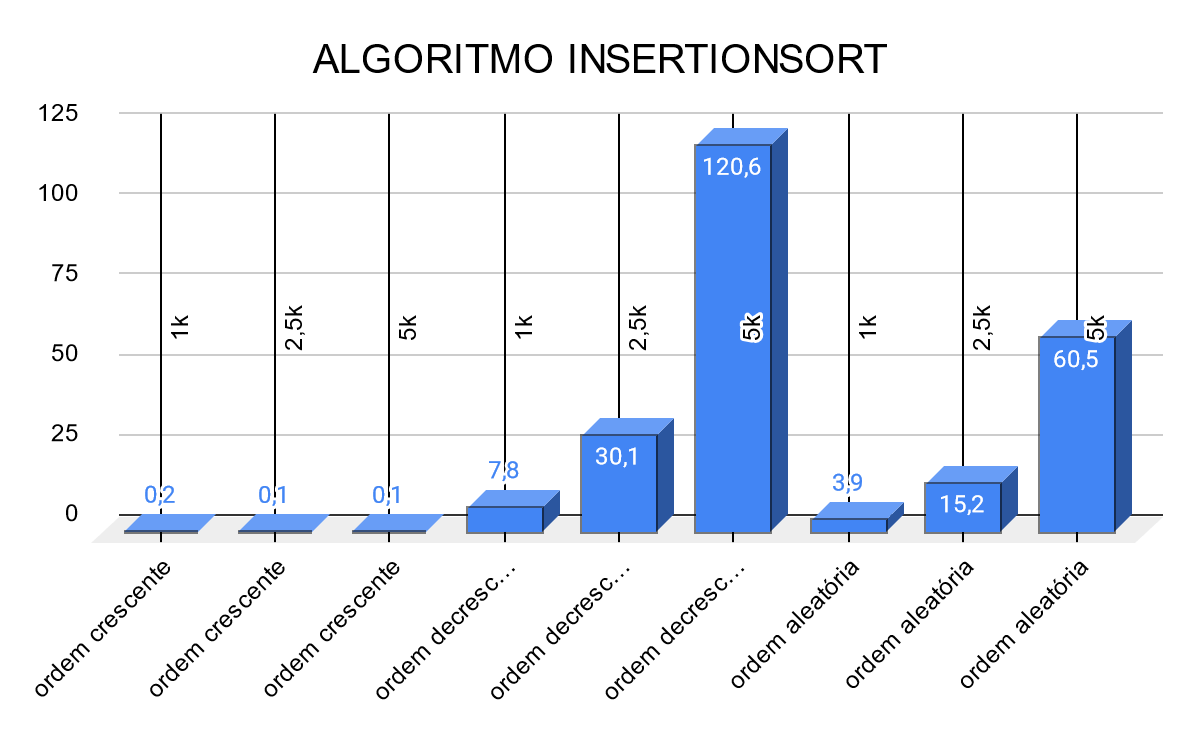 ALGORITMO INSERTIONSORT
125
100
75
50
25
0
1k
2,5k
5k
1k
2,5k
5k
1k
2,5k
5k
0,2
0,1
0,1
7,8
30,1
120,6
3,9
15,2
60,5
ordem crescente
ordem crescente
ordem crescente
ordem decresc...
ordem decresc...
ordem decresc...
ordem aleatória
ordem aleatória
ordem aleatória